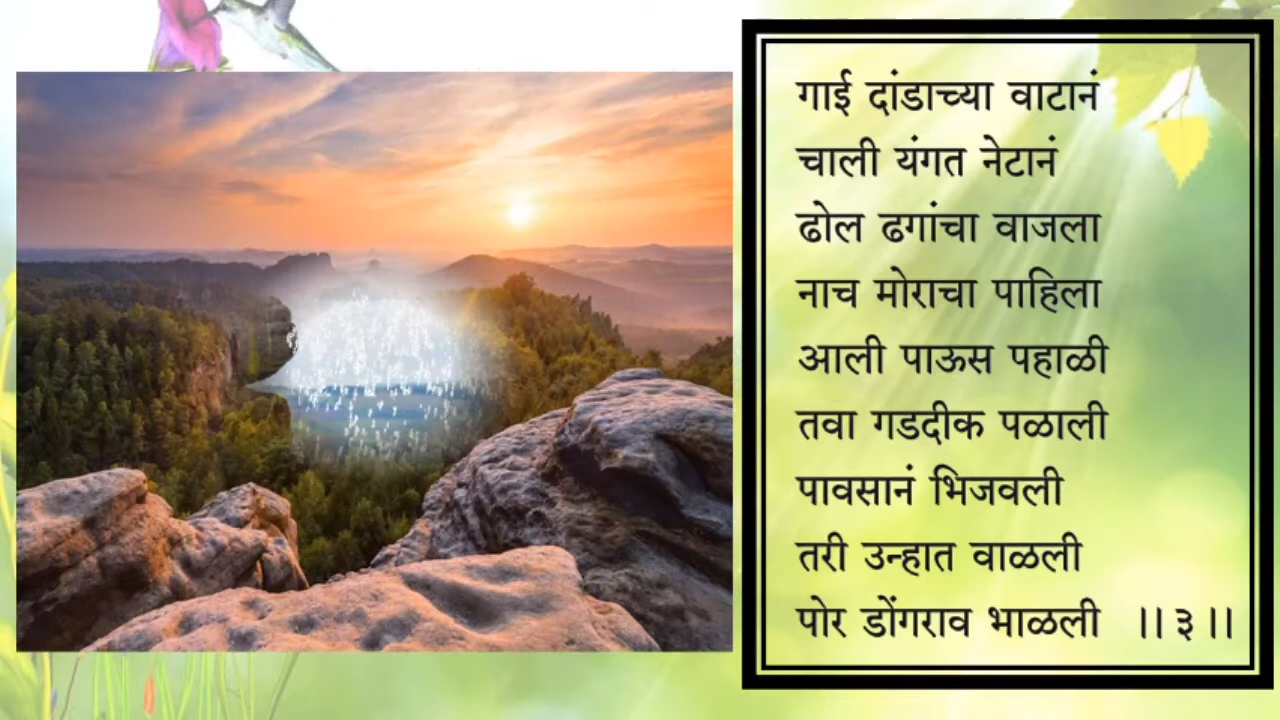 गाई दांडाच्या वाटानं
चाली यंगत नेटानं
ढोल ढगांचा वाजला
नाच मोराचा पाहिला
आली पाऊस पहाळी
तवा गडदीक पळाली
पावसानं भिजवली
तरी उन्हात वाळली
पोर डोंगराव भाळली ।।३।।